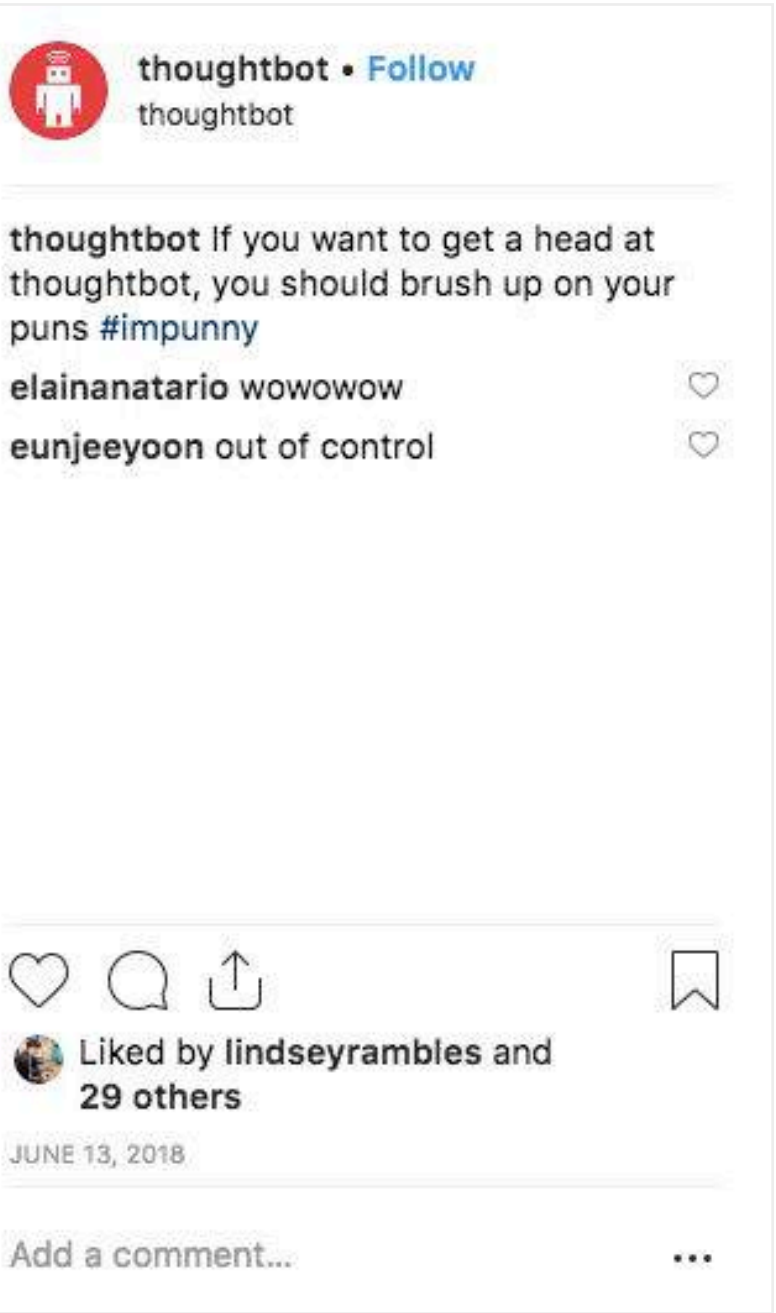 thoughtbot • Follow
thoughtbot
thoughtbot If you want to get a head at
thoughtbot, you should brush up on your
puns #impunny
elainanatario wowowow
eunjeeyoon out of control
Liked by lindseyrambles and
29 others
JUNE 13, 2018
Add a comment...